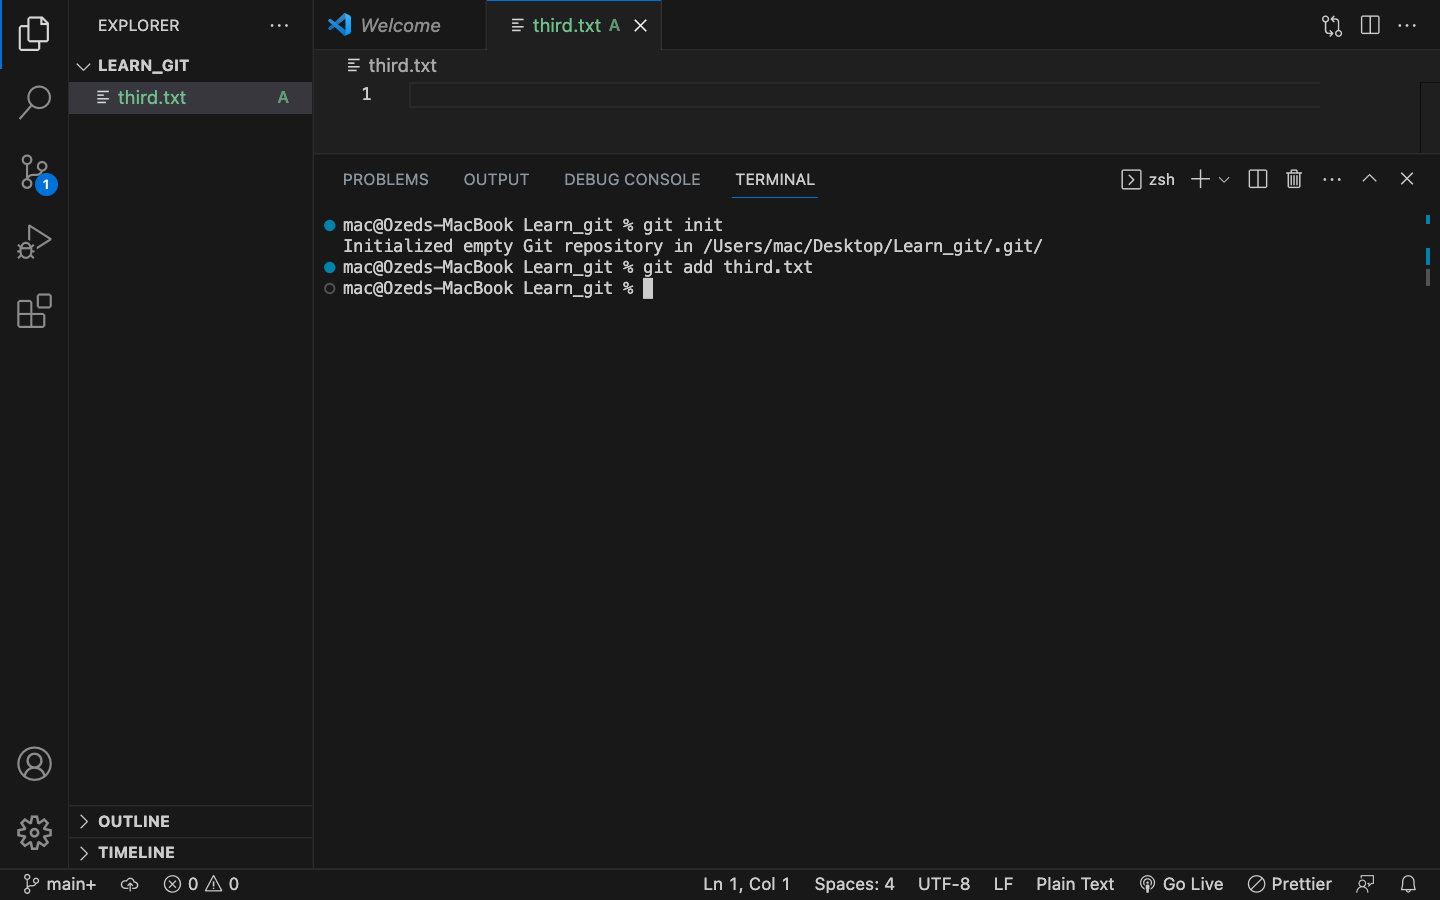 EXPLORER
LEARN_GIT
third.txt A
1
OUTLINE
TIMELINE
Welcome
third.txt A
third.txt
1
PROBLEMS OUTPUT DEBUG CONSOLE TERMINAL
zsh
mac@Ozeds-MacBook Learn_git % git init
Initialized empty Git repository in /Users/mac/Desktop/Learn_git/.git/
mac@Ozeds-MacBook Learn_git % git add third.txt
mac@Ozeds-MacBook Learn_git %
main+ 0 0 Ln 1, Col 1 Spaces: 4 UTF-8 LF Plain Text Go Live Prettier